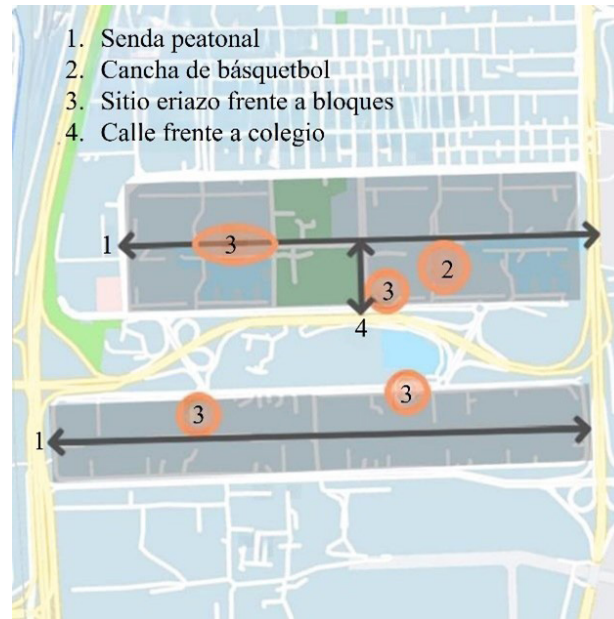 1. Senda peatonal
2. Cancha de básquetbol
3. Sitio eriazo frente a bloques
4. Calle frente a colegio
1
3
2
3
4
3
3
1